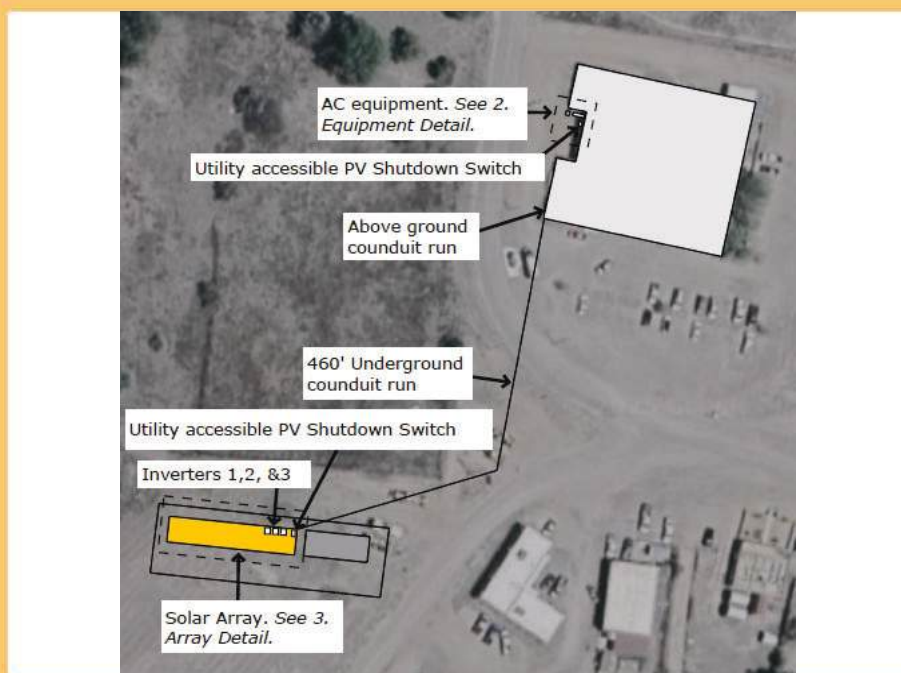 AC equipment. See 2.
Equipment Detail.
Utility accessible PV Shutdown Switch
Above ground
counduit run
460' Underground
counduit run
Utility accessible PV Shutdown Switch
Inverters 1,2, &3
Solar Array. See 3.
Array Detail.